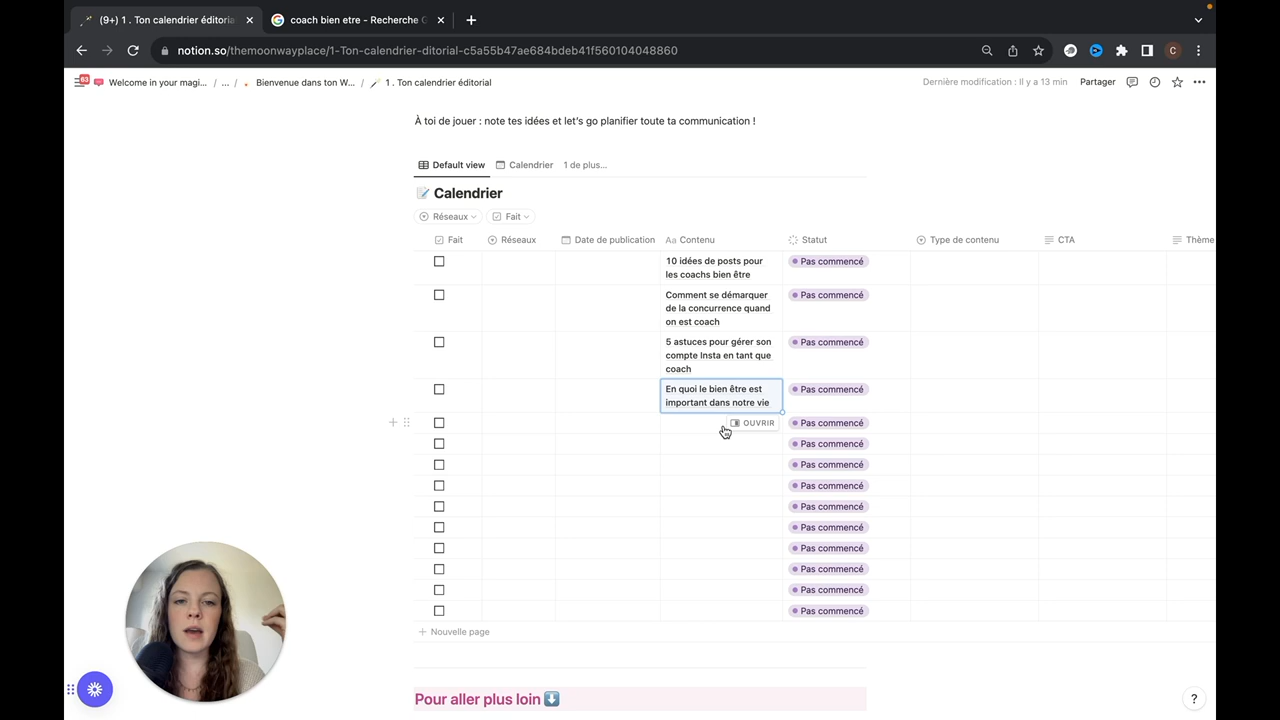 (9+) 1 . Ton calendrier éditoria
coach bien etre - Recherche G
notion.so/themoonwayplace/1-Ton-calendrier-ditorial-c5a55b47ae684bdeb41f560104048860
C
63
Welcome in your magi... / ... / Bienvenue dans ton W... / 1 . Ton calendrier éditorial
Dernière modification : Il y a 13 min
Partager
À toi de jouer : note tes idées et let's go planifier toute ta communication !
Default view
Calendrier
1 de plus...
Calendrier
Réseaux
Fait
Fait
Réseaux
Date de publication
Aa Contenu
Statut
Type de contenu
CTA
Thème
10 idées de posts pour
les coachs bien être
Pas commencé
Comment se démarquer
de la concurrence quand
on est coach
Pas commencé
5 astuces pour gérer son
compte Insta en tant que
coach
Pas commencé
En quoi le bien être est
important dans notre vie
Pas commencé
OUVRIR
Pas commencé
Pas commencé
Pas commencé
Pas commencé
Pas commencé
Pas commencé
Pas commencé
Pas commencé
Pas commencé
Pas commencé
+ Nouvelle page
Pour aller plus loin
?